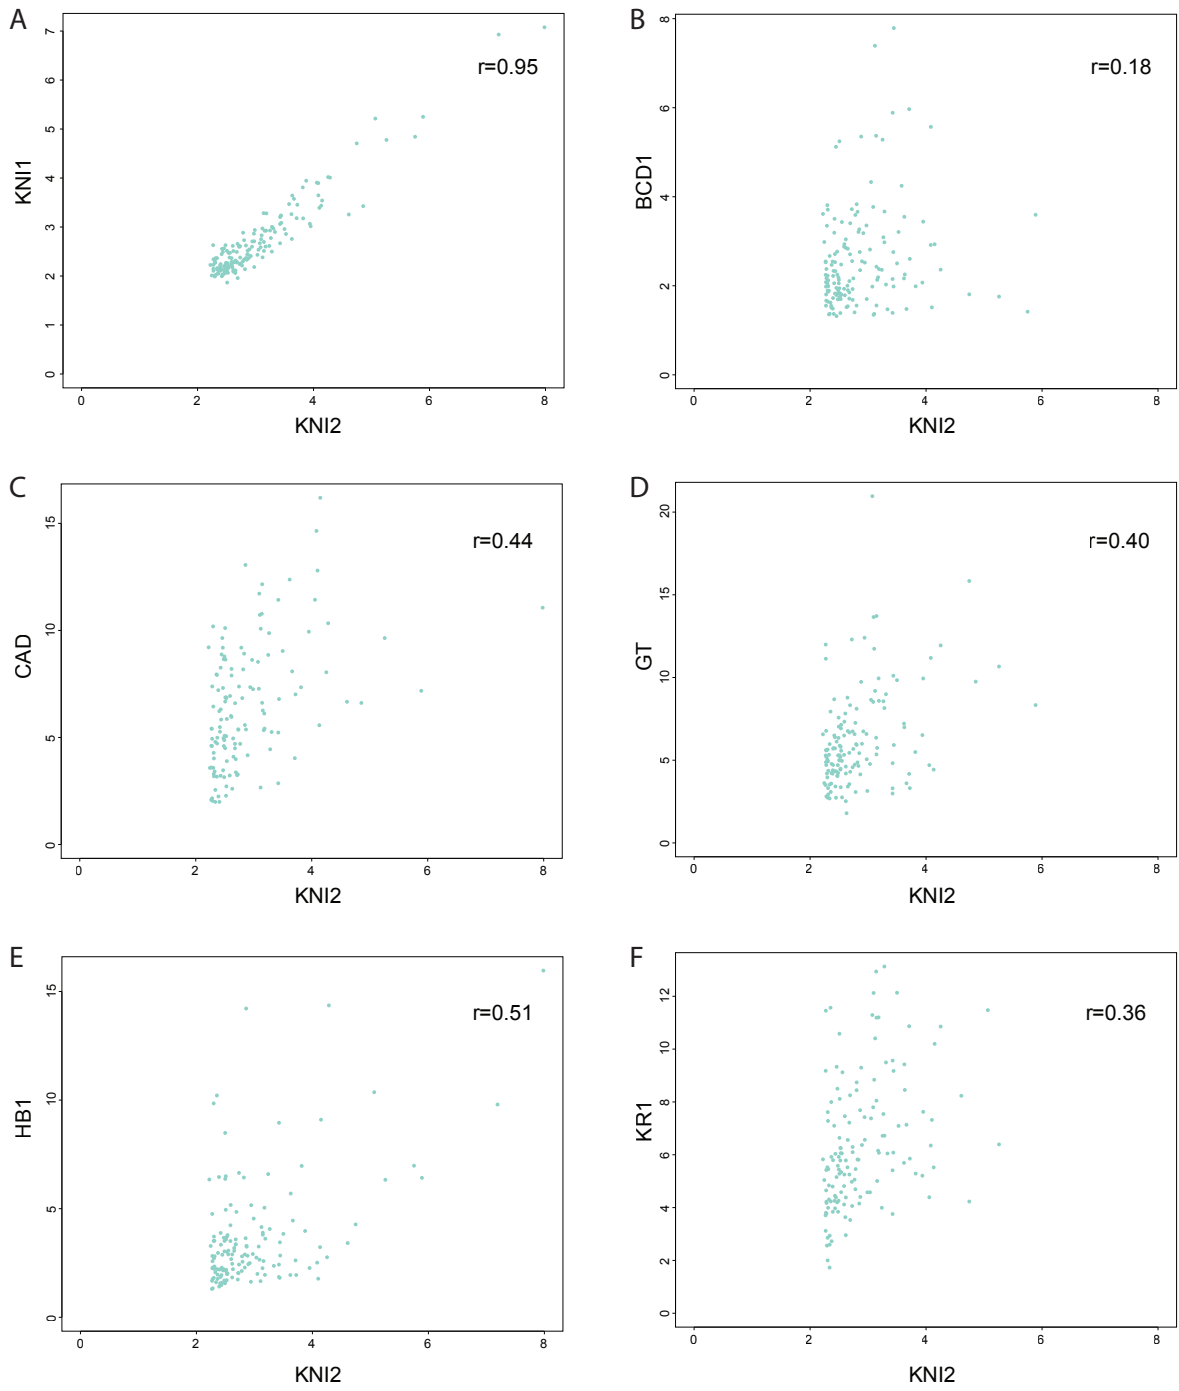 A
r=0.95
KNI1
0 1 2 3 4 5 6 7
0 2 4 6 8
KNI2
B
r=0.18
BCD1
0 2 4 6 8
0 2 4 6 8
KNI2
C
r=0.44
CAD
0 5 10 15
0 2 4 6 8
KNI2
D
r=0.40
GT
0 5 10 15 20
0 2 4 6 8
KNI2
E
r=0.51
HB1
0 5 10 15
0 2 4 6 8
KNI2
F
r=0.36
KR1
0 2 4 6 8 10 12
0 2 4 6 8
KNI2